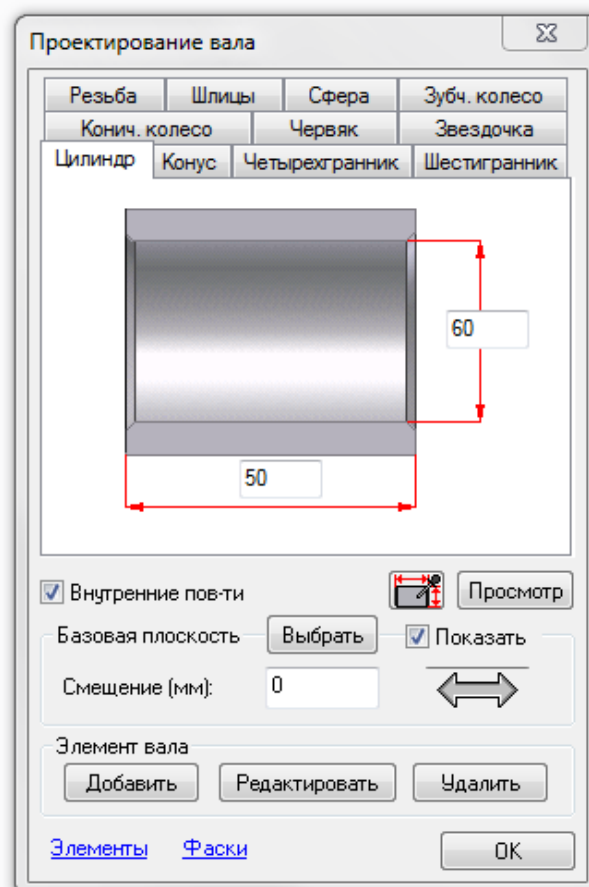 Проектирование вала
Резьба Шлицы Сфера Зубч. колесо
Конич. колесо Червяк Звездочка
Цилиндр Конус Четырехгранник Шестигранник
60
50
Внутренние пов-ти Просмотр
Базовая плоскость Выбрать Показать
Смещение (мм): 0
Элемент вала
Добавить Редактировать Удалить
Элементы Фаски OK